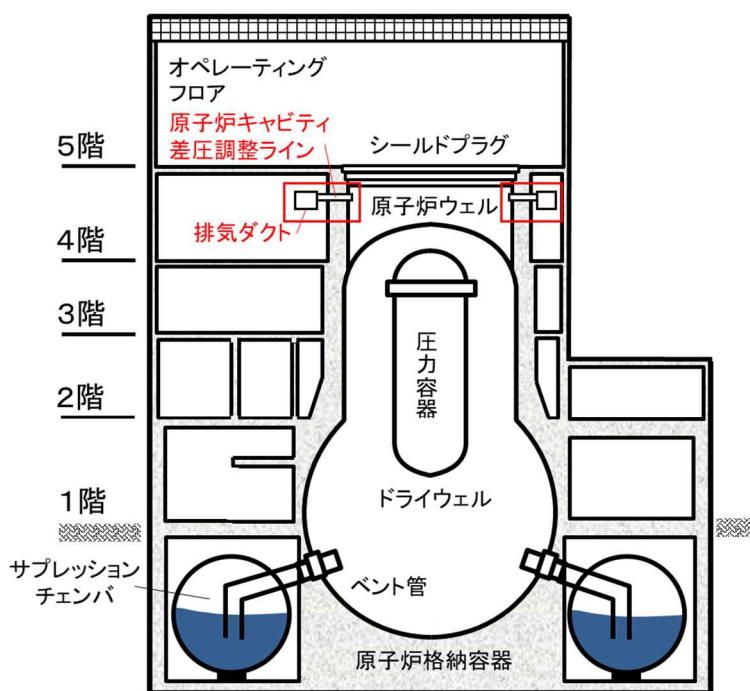 オペレーティング
フロア
原子炉キャビティ
差圧調整ライン
シールドプラグ
5階
原子炉ウェル
排気ダクト
4階
3階
圧力容器
2階
1階
ドライウェル
サプレッション
チェンバ
ベント管
原子炉格納容器